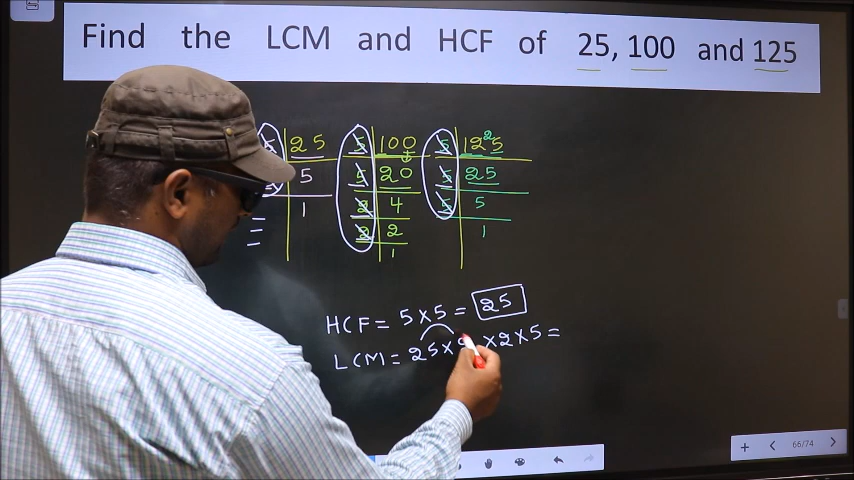 Find the LCM and HCF of 25, 100 and 125
5 25 5 100 5 12²5
5 5 20 5 25
1 2 4 5 5
2 2 1
1
HCF = 5 × 5 = 25
LCM = 25 × × 2 × 5 =
66/74